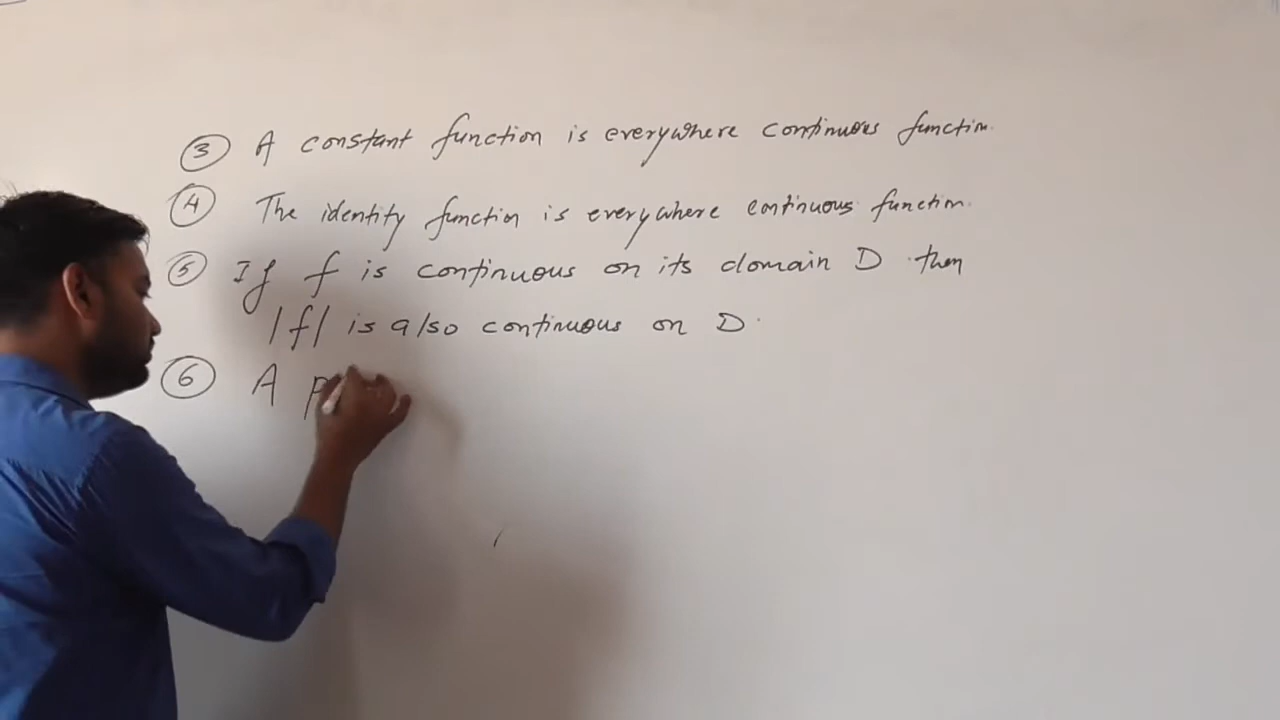 ③ A constant function is everywhere continuous function.
④ The identity function is everywhere continuous function.
⑤ If f is continuous on its domain D then
|f| is also continuous on D.
⑥ A